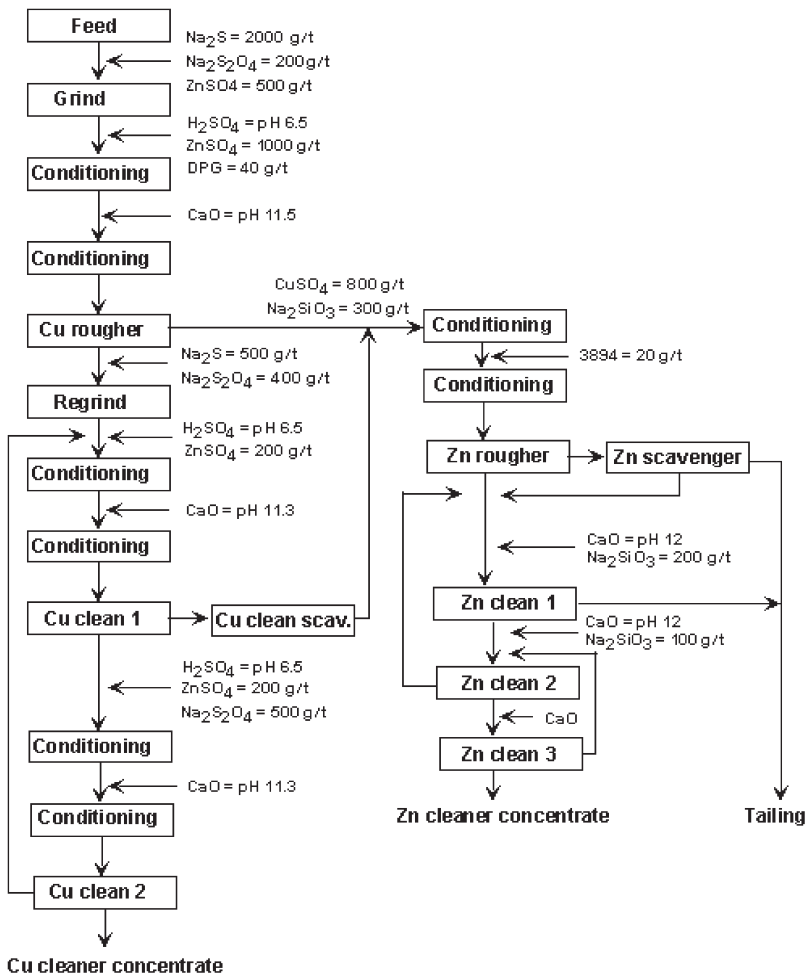 Feed
Na2S = 2000 g/t
Na2S2O4 = 200g/t
ZnSO4 = 500 g/t
Grind
H2SO4 = pH 6.5
ZnSO4 = 1000 g/t
DPG = 40 g/t
Conditioning
CaO = pH 11.5
Conditioning
CuSO4 = 800 g/t
Na2SiO3 = 300 g/t
Cu rougher
Conditioning
Na2S = 500 g/t
Na2S2O4 = 400 g/t
3894 = 20 g/t
Regrind
Conditioning
H2SO4 = pH 6.5
ZnSO4 = 200 g/t
Zn rougher
Zn scavenger
Conditioning
CaO = pH 11.3
Conditioning
CaO = pH 12
Na2SiO3 = 200 g/t
Cu clean 1
Cu clean scav.
Zn clean 1
CaO = pH 12
Na2SiO3 = 100 g/t
H2SO4 = pH 6.5
ZnSO4 = 200 g/t
Na2S2O4 = 500 g/t
Zn clean 2
CaO
Conditioning
Zn clean 3
CaO = pH 11.3
Conditioning
Zn cleaner concentrate
Tailing
Cu clean 2
Cu cleaner concentrate